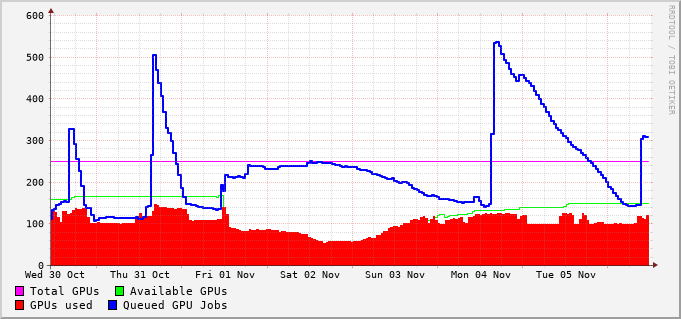 RRDTOOL / TOBI OETIKER
600
500
400
300
200
100
0
Wed 30 Oct Thu 31 Oct Fri 01 Nov Sat 02 Nov Sun 03 Nov Mon 04 Nov Tue 05 Nov
Total GPUs Available GPUs
GPUs used Queued GPU Jobs